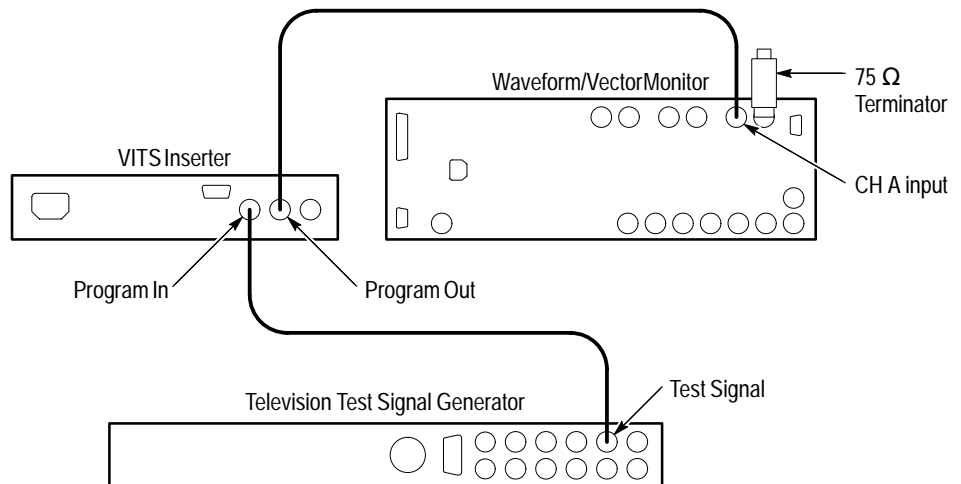 75 Ω
Terminator
Waveform/VectorMonitor
VITS Inserter
CH A input
Program In
Program Out
Test Signal
Television Test Signal Generator